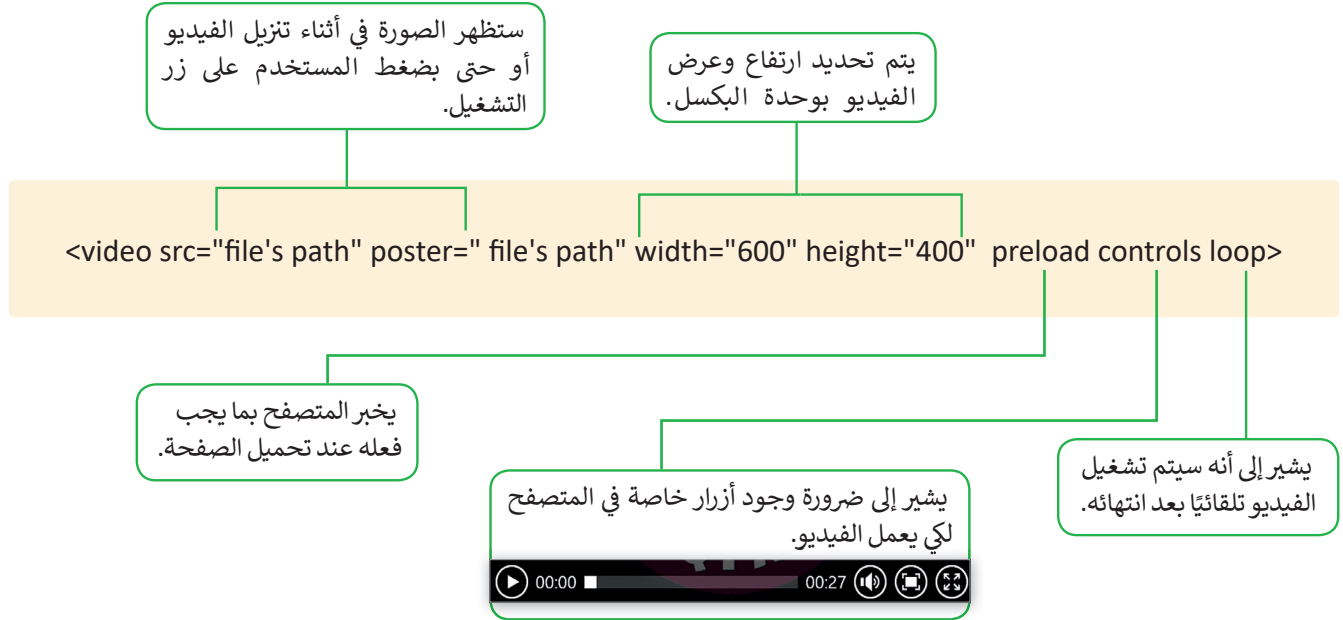 ستظهر الصورة في أثناء تنزيل الفيديو
أو حتى بضغط المستخدم على زر
التشغيل.
يتم تحديد ارتفاع وعرض
الفيديو بوحدة البكسل.
<video src="file's path" poster=" file's path" width="600" height="400"  preload controls loop>
يخبر المتصفح بما يجب
فعله عند تحميل الصفحة.
يشير إلى أنه سيتم تشغيل
الفيديو تلقائيًا بعد انتهائه.
يشير إلى ضرورة وجود أزرار خاصة في المتصفح
لكي يعمل الفيديو.
00:00 00:27